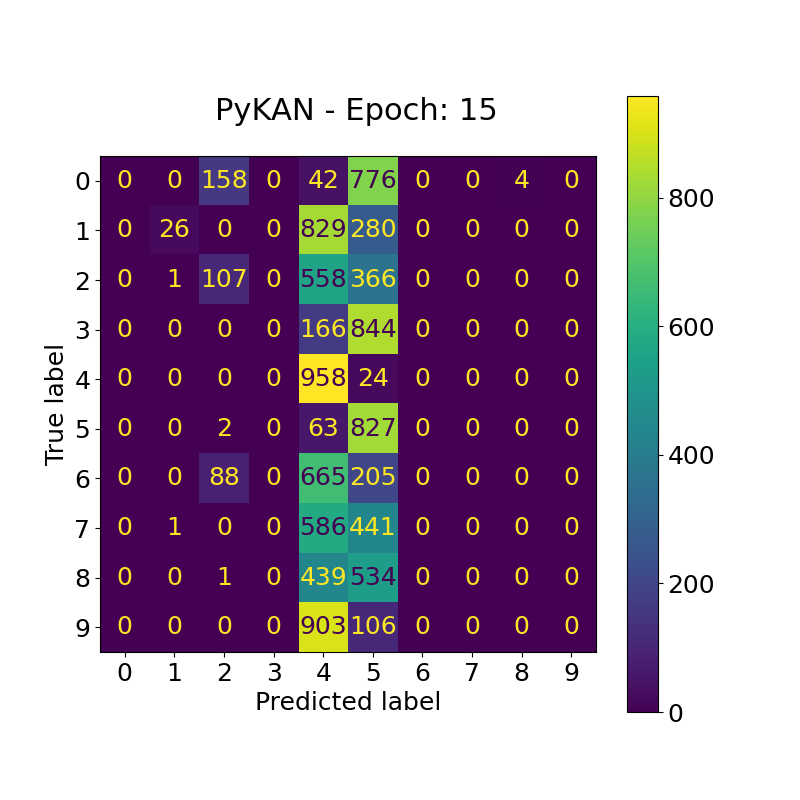 PyKAN - Epoch: 15
0 0 0 158 0 42 776 0 0 4 0
1 0 26 0 0 829 280 0 0 0 0
2 0 1 107 0 558 366 0 0 0 0
3 0 0 0 0 166 844 0 0 0 0
4 0 0 0 0 958 24 0 0 0 0
5 0 0 2 0 63 827 0 0 0 0
6 0 0 88 0 665 205 0 0 0 0
7 0 1 0 0 586 441 0 0 0 0
8 0 0 1 0 439 534 0 0 0 0
9 0 0 0 0 903 106 0 0 0 0
0 1 2 3 4 5 6 7 8 9
Predicted label
True label
800
600
400
200
0